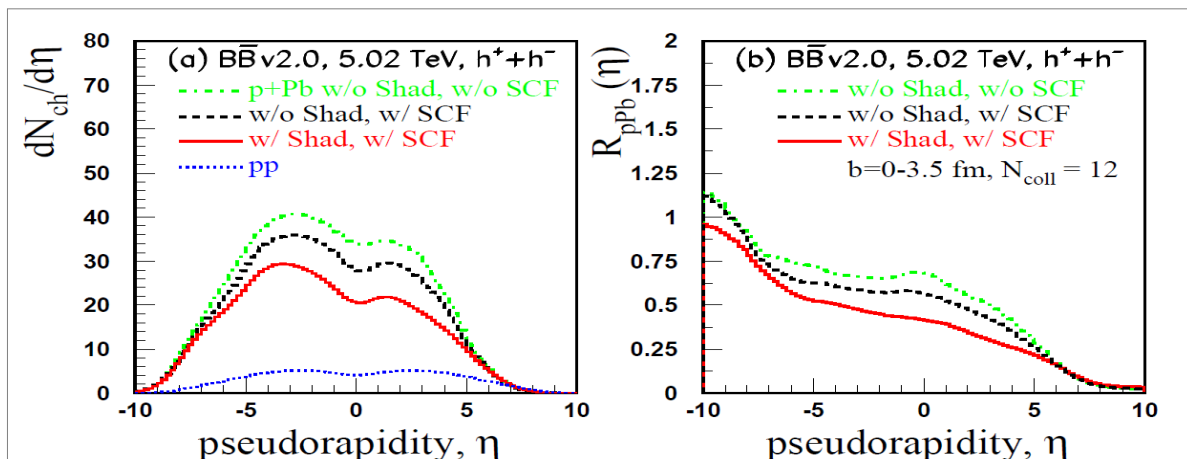 dN_ch/dη
80
70
60
50
40
30
20
10
0
(a) BB̅ v2.0, 5.02 TeV, h⁺+h⁻
p+Pb w/o Shad, w/o SCF
w/o Shad, w/ SCF
w/ Shad, w/ SCF
pp
-10 -5 0 5 10
pseudorapidity, η
R_pPb (η)
2
1.75
1.5
1.25
1
0.75
0.5
0.25
0
(b) BB̅ v2.0, 5.02 TeV, h⁺+h⁻
w/o Shad, w/o SCF
w/o Shad, w/ SCF
w/ Shad, w/ SCF
b=0-3.5 fm, N_coll = 12
-10 -5 0 5 10
pseudorapidity, η